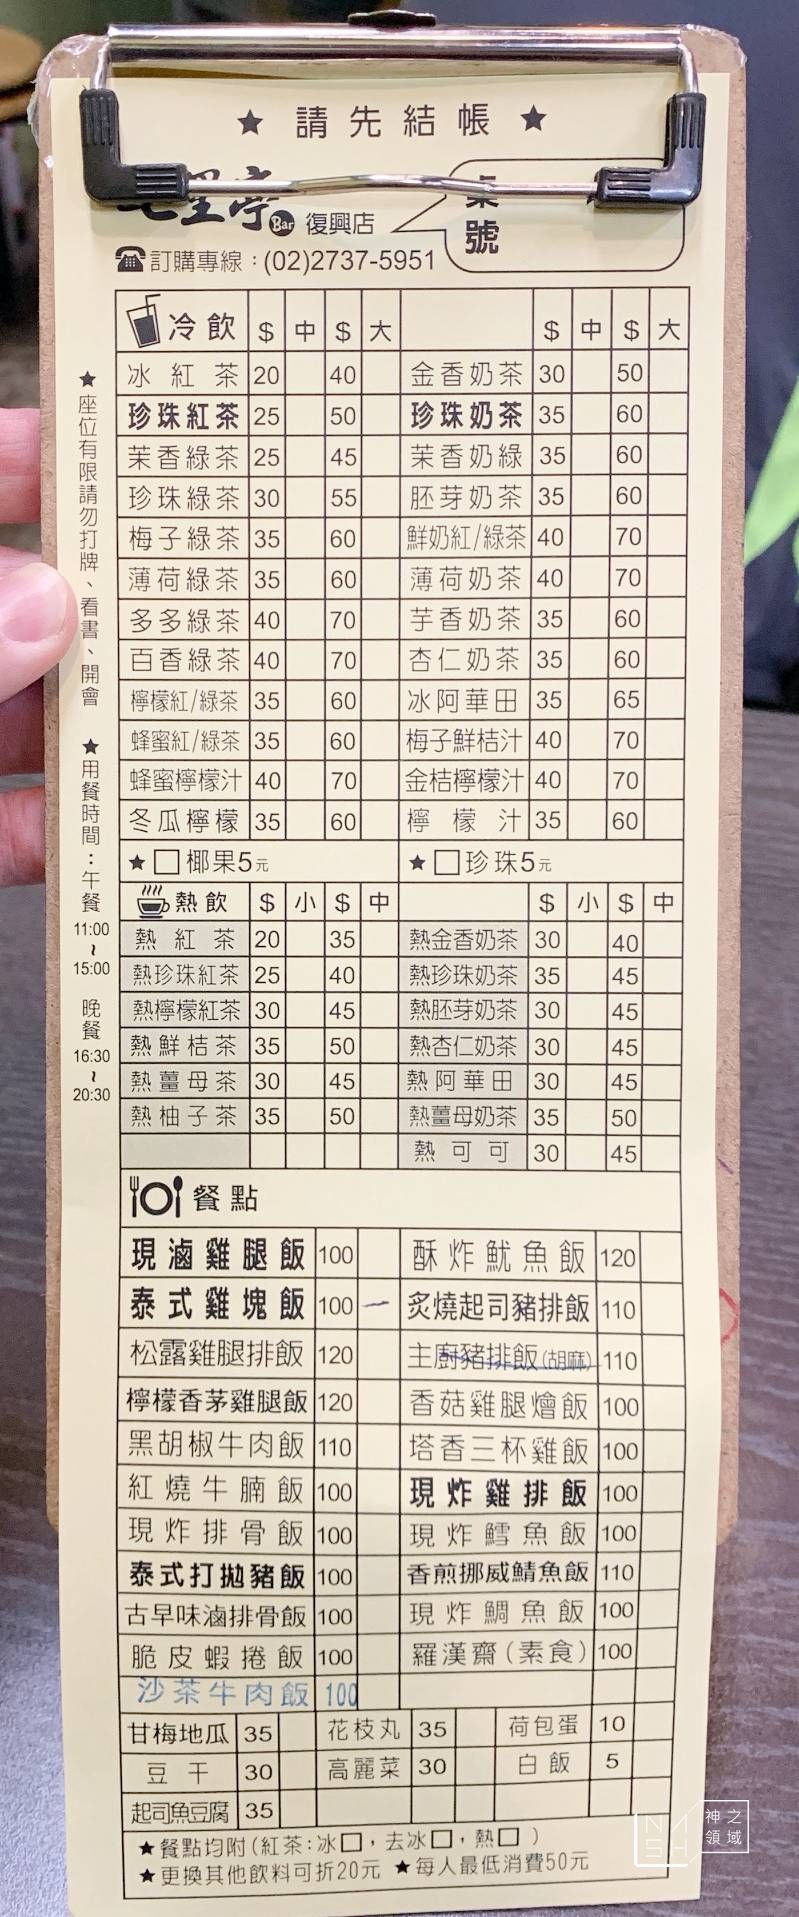 ★ 請先結帳 ★
Bar 復興店
號
☎訂購專線：(02)2737-5951
冷飲 $ 中 $ 大 $ 中 $ 大
冰紅茶 20 40 金香奶茶 30 50
珍珠紅茶 25 50 珍珠奶茶 35 60
茉香綠茶 25 45 茉香奶綠 35 60
珍珠綠茶 30 55 胚芽奶茶 35 60
梅子綠茶 35 60 鮮奶紅/綠茶 40 70
薄荷綠茶 35 60 薄荷奶茶 40 70
多多綠茶 40 70 芋香奶茶 35 60
百香綠茶 40 70 杏仁奶茶 35 60
檸檬紅/綠茶 35 60 冰阿華田 35 65
蜂蜜紅/綠茶 35 60 梅子鮮桔汁 40 70
蜂蜜檸檬汁 40 70 金桔檸檬汁 40 70
冬瓜檸檬 35 60 檸檬汁 35 60
★□椰果5元 ★□珍珠5元
熱飲 $ 小 $ 中 $ 小 $ 中
熱紅茶 20 35 熱金香奶茶 30 40
熱珍珠紅茶 25 40 熱珍珠奶茶 35 45
熱檸檬紅茶 30 45 熱胚芽奶茶 30 45
熱鮮桔茶 35 50 熱杏仁奶茶 30 45
熱薑母茶 30 45 熱阿華田 30 45
熱柚子茶 35 50 熱薑母奶茶 35 50
熱可可 30 45
餐點
現滷雞腿飯 100 酥炸魷魚飯 120
泰式雞塊飯 100 炙燒起司豬排飯 110
松露雞腿排飯 120 主廚豬排飯(胡麻) 110
檸檬香茅雞腿飯 120 香菇雞腿燴飯 100
黑胡椒牛肉飯 110 塔香三杯雞飯 100
紅燒牛腩飯 100 現炸雞排飯 100
現炸排骨飯 100 現炸鱈魚飯 100
泰式打拋豬飯 100 香煎挪威鯖魚飯 110
古早味滷排骨飯 100 現炸鯛魚飯 100
脆皮蝦捲飯 100 羅漢齋(素食) 100
沙茶牛肉飯 100
甘梅地瓜 35 花枝丸 35 荷包蛋 10
豆干 30 高麗菜 30 白飯 5
起司魚豆腐 35
★餐點均附(紅茶:冰□，去冰□，熱□ )
★更換其他飲料可折20元 ★每人最低消費50元
★座位有限請勿打牌、看書、開會 ★用餐時間：午餐
11:00
~
15:00
晚餐
16:30
~
20:30
神之
領域